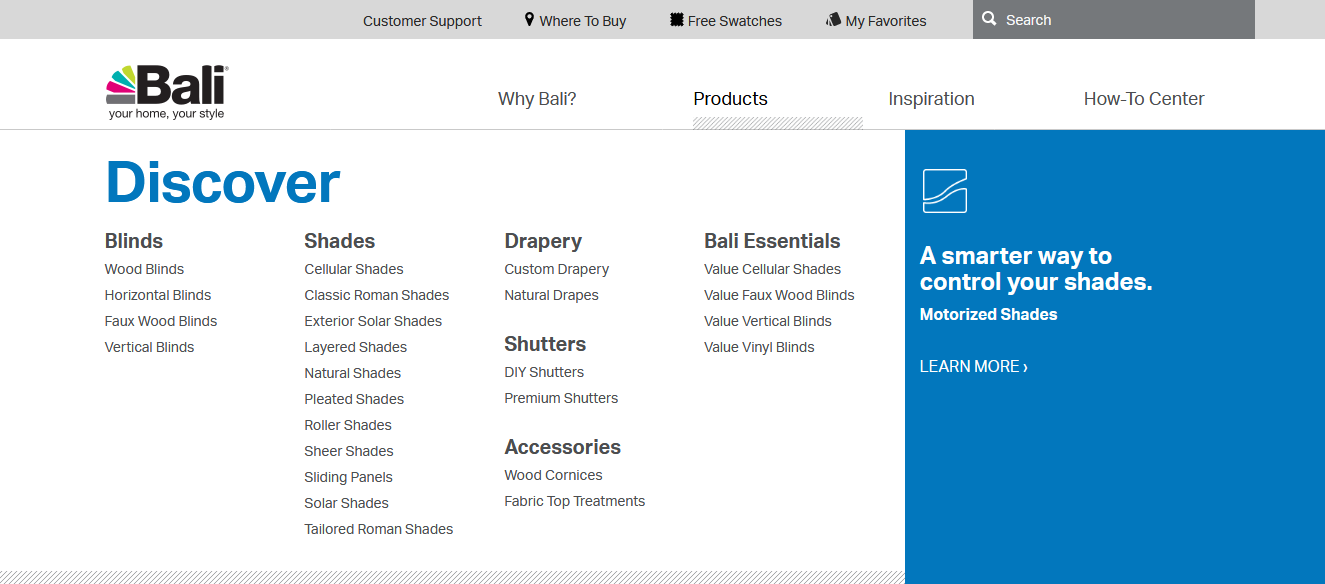 Customer Support
Where To Buy
Free Swatches
My Favorites
Search
Bali®
your home, your style
Why Bali?
Products
Inspiration
How-To Center
Discover
Blinds
Wood Blinds
Horizontal Blinds
Faux Wood Blinds
Vertical Blinds
Shades
Cellular Shades
Classic Roman Shades
Exterior Solar Shades
Layered Shades
Natural Shades
Pleated Shades
Roller Shades
Sheer Shades
Sliding Panels
Solar Shades
Tailored Roman Shades
Drapery
Custom Drapery
Natural Drapes
Shutters
DIY Shutters
Premium Shutters
Accessories
Wood Cornices
Fabric Top Treatments
Bali Essentials
Value Cellular Shades
Value Faux Wood Blinds
Value Vertical Blinds
Value Vinyl Blinds
A smarter way to
control your shades.
Motorized Shades
LEARN MORE ›